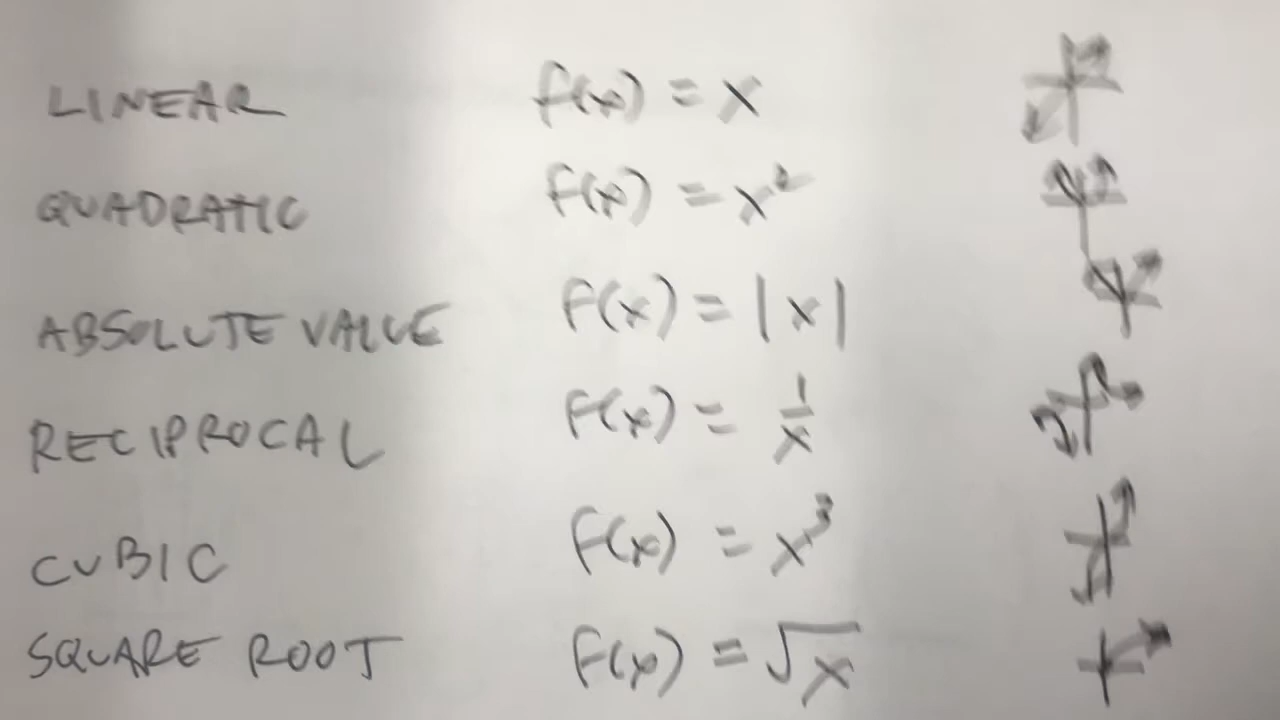 LINEAR f(x) = x
QUADRATIC f(x) = x²
ABSOLUTE VALUE f(x) = |x|
RECIPROCAL f(x) = 1/x
CUBIC f(x) = x³
SQUARE ROOT f(x) = √x